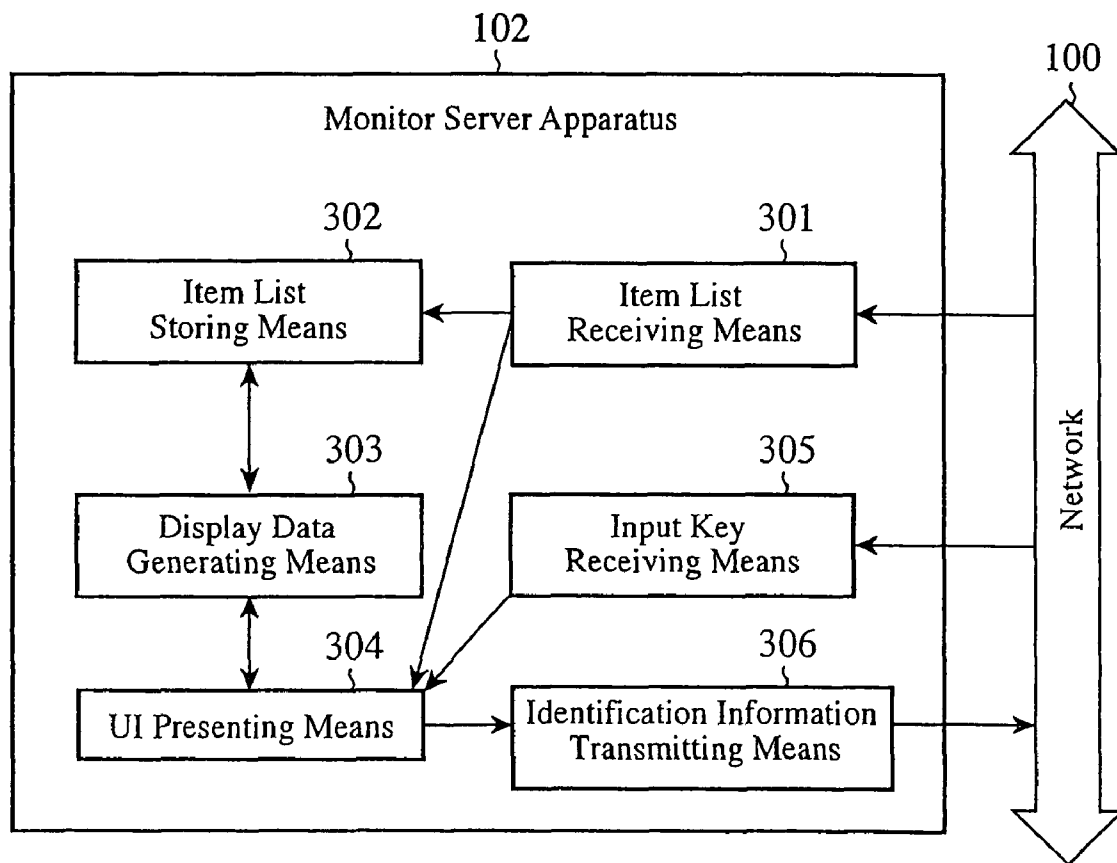 102
100
Monitor Server Apparatus
302
301
Item List
Storing Means
Item List
Receiving Means
303
305
Display Data
Generating Means
Input Key
Receiving Means
Network
304
306
UI Presenting Means
Identification Information
Transmitting Means